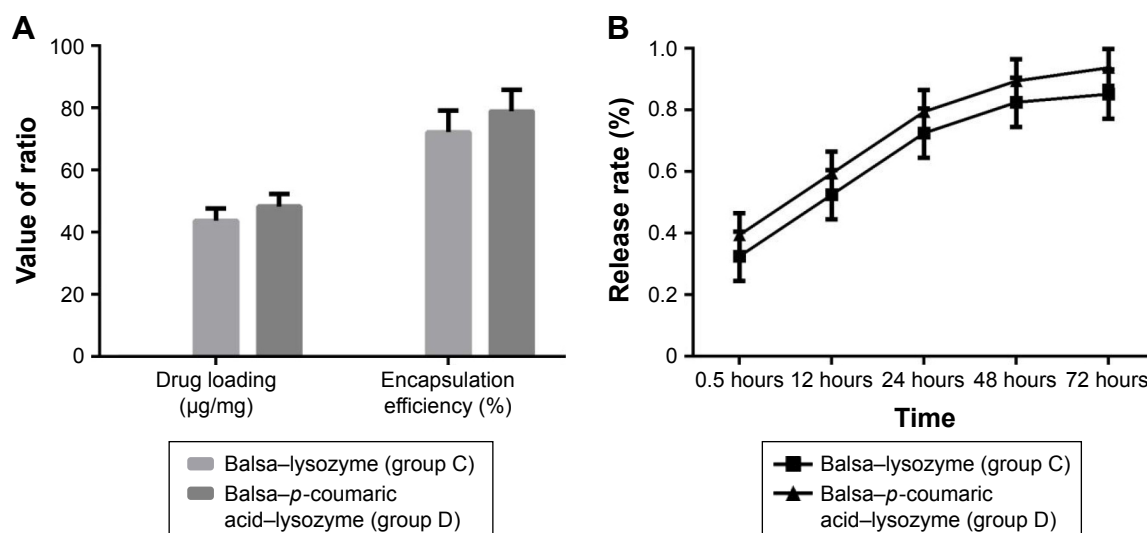 A
Value of ratio
100
80
60
40
20
0
Drug loading
(µg/mg)
Encapsulation
efficiency (%)
Balsa–lysozyme (group C)
Balsa–p-coumaric
acid–lysozyme (group D)
B
Release rate (%)
1.0
0.8
0.6
0.4
0.2
0
0.5 hours 12 hours 24 hours 48 hours 72 hours
Time
Balsa–lysozyme (group C)
Balsa–p-coumaric
acid–lysozyme (group D)